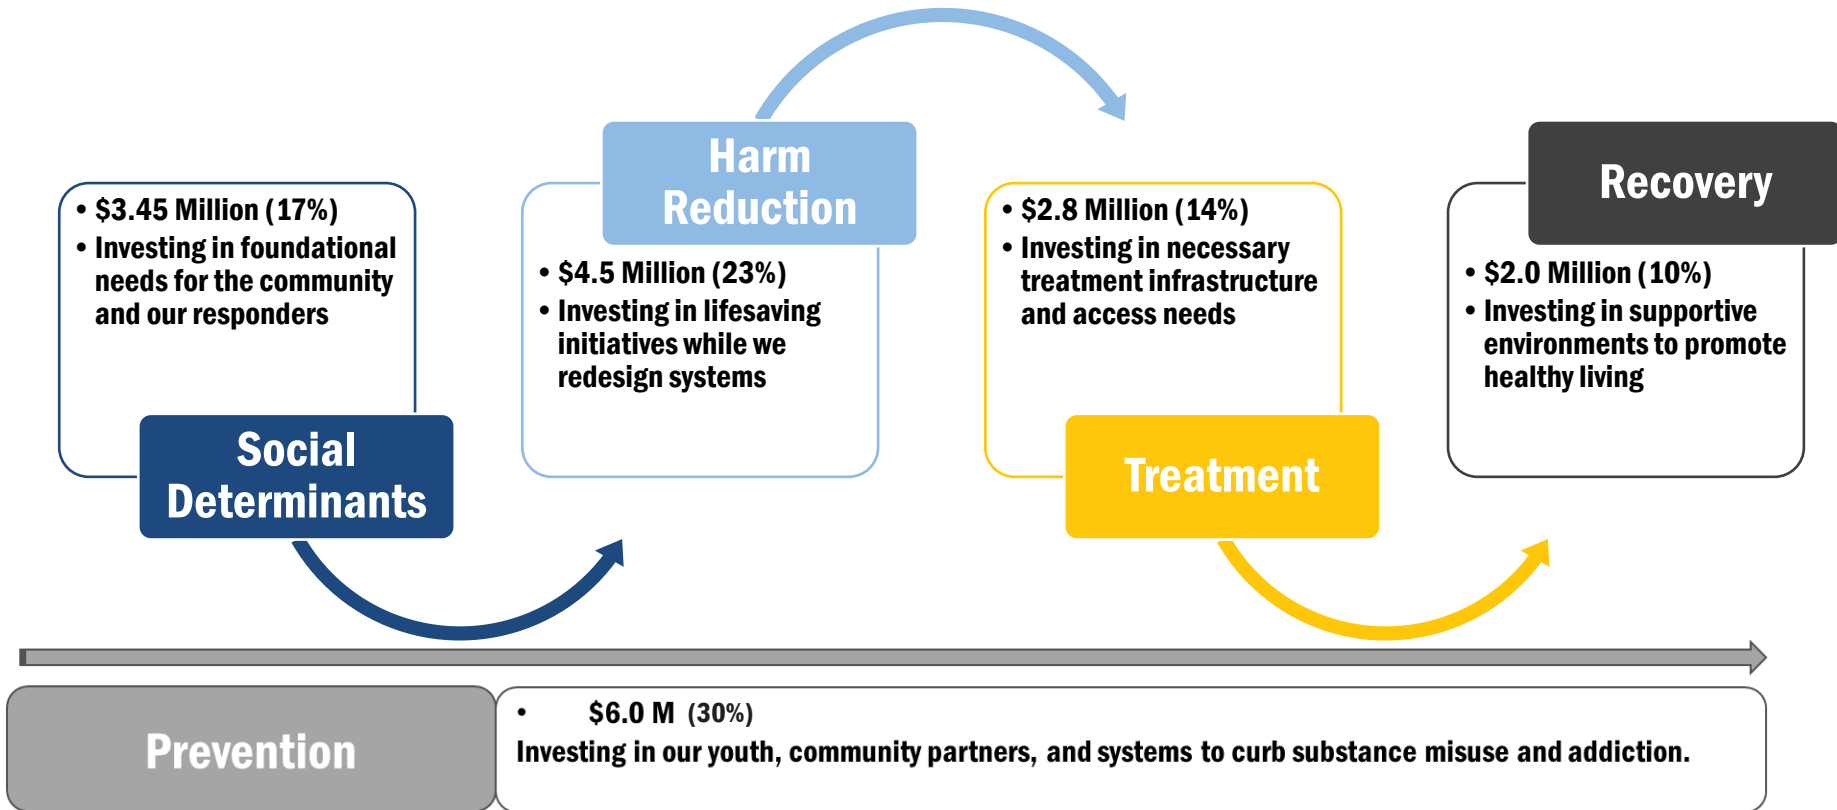 • $3.45 Million (17%)
• Investing in foundational
needs for the community
and our responders
Social
Determinants
Harm
Reduction
• $4.5 Million (23%)
• Investing in lifesaving
initiatives while we
redesign systems
• $2.8 Million (14%)
• Investing in necessary
treatment infrastructure
and access needs
Treatment
Recovery
• $2.0 Million (10%)
• Investing in supportive
environments to promote
healthy living
Prevention
• $6.0 M (30%)
Investing in our youth, community partners, and systems to curb substance misuse and addiction.